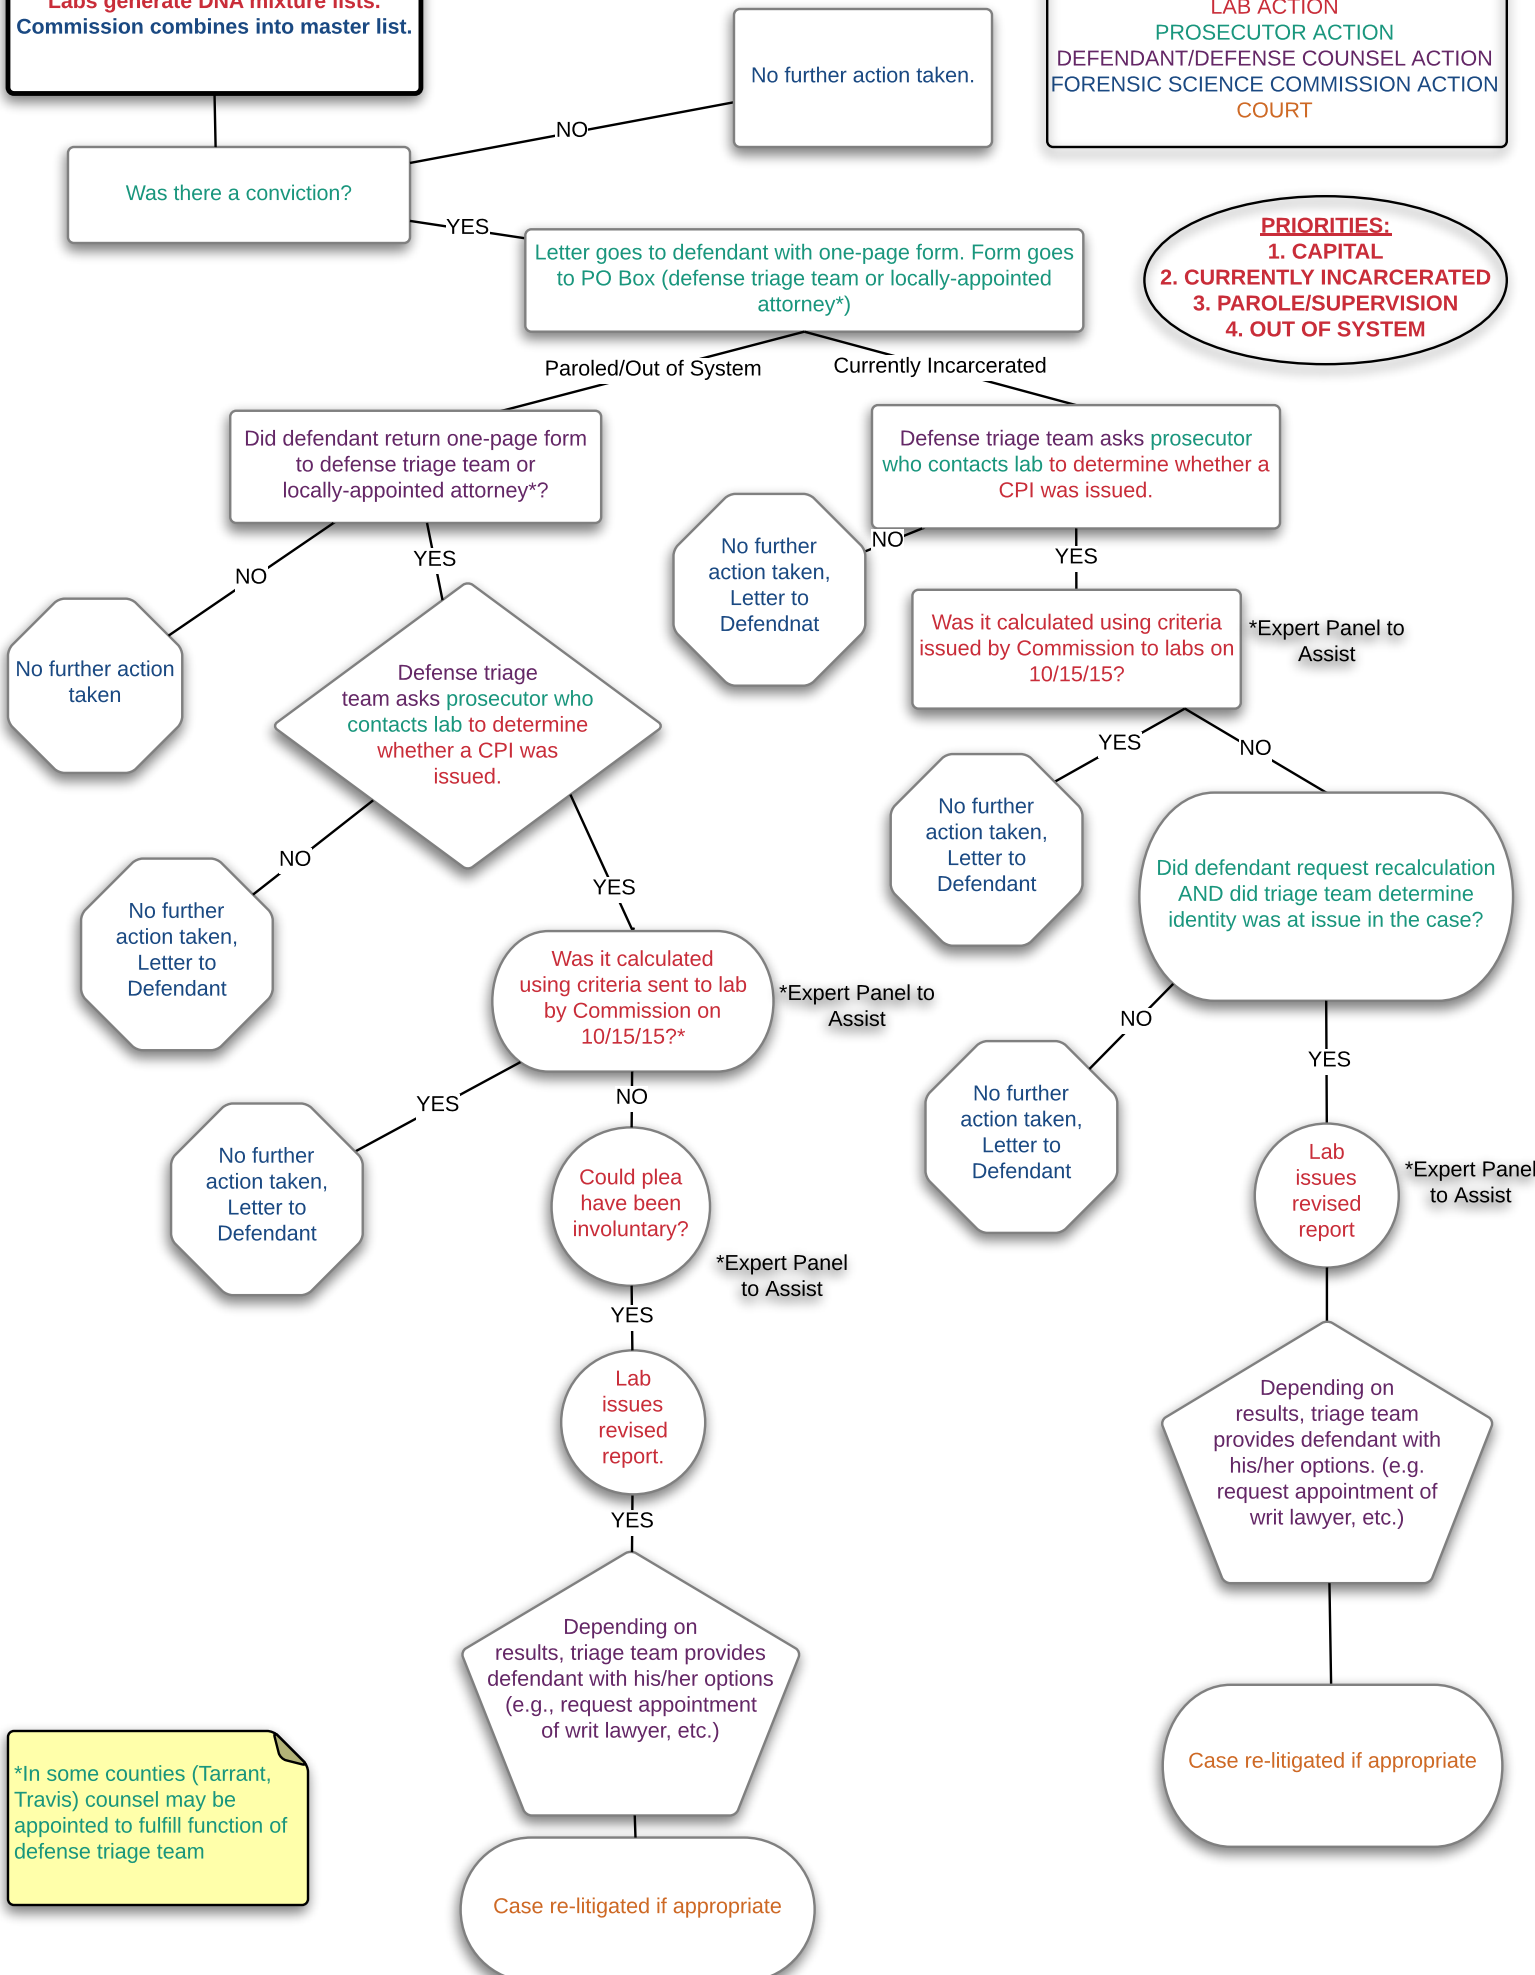 Labs generate DNA mixture lists.
Commission combines into master list.
No further action taken.
LAB ACTION
PROSECUTOR ACTION
DEFENDANT/DEFENSE COUNSEL ACTION
FORENSIC SCIENCE COMMISSION ACTION
COURT
NO
Was there a conviction?
YES
Letter goes to defendant with one-page form. Form goes
to PO Box (defense triage team or locally-appointed
attorney*)
PRIORITIES:
1. CAPITAL
2. CURRENTLY INCARCERATED
3. PAROLE/SUPERVISION
4. OUT OF SYSTEM
Paroled/Out of System
Currently Incarcerated
Did defendant return one-page form
to defense triage team or
locally-appointed attorney*?
Defense triage team asks prosecutor
who contacts lab to determine whether a
CPI was issued.
NO
YES
NO
YES
No further
action taken,
Letter to
Defendnat
Was it calculated using criteria
issued by Commission to labs on
10/15/15?
*Expert Panel to
Assist
No further action
taken
Defense triage
team asks prosecutor who
contacts lab to determine
whether a CPI was
issued.
YES
NO
No further
action taken,
Letter to
Defendant
Did defendant request recalculation
AND did triage team determine
identity was at issue in the case?
NO
YES
No further
action taken,
Letter to
Defendant
Was it calculated
using criteria sent to lab
by Commission on
10/15/15?*
*Expert Panel to
Assist
NO
YES
No further
action taken,
Letter to
Defendant
YES
NO
No further
action taken,
Letter to
Defendant
Could plea
have been
involuntary?
*Expert Panel
to Assist
Lab
issues
revised
report
*Expert Panel
to Assist
YES
Lab
issues
revised
report.
Depending on
results, triage team
provides defendant with
his/her options. (e.g.
request appointment of
writ lawyer, etc.)
YES
Depending on
results, triage team provides
defendant with his/her options
(e.g., request appointment
of writ lawyer, etc.)
Case re-litigated if appropriate
*In some counties (Tarrant,
Travis) counsel may be
appointed to fulfill function of
defense triage team
Case re-litigated if appropriate